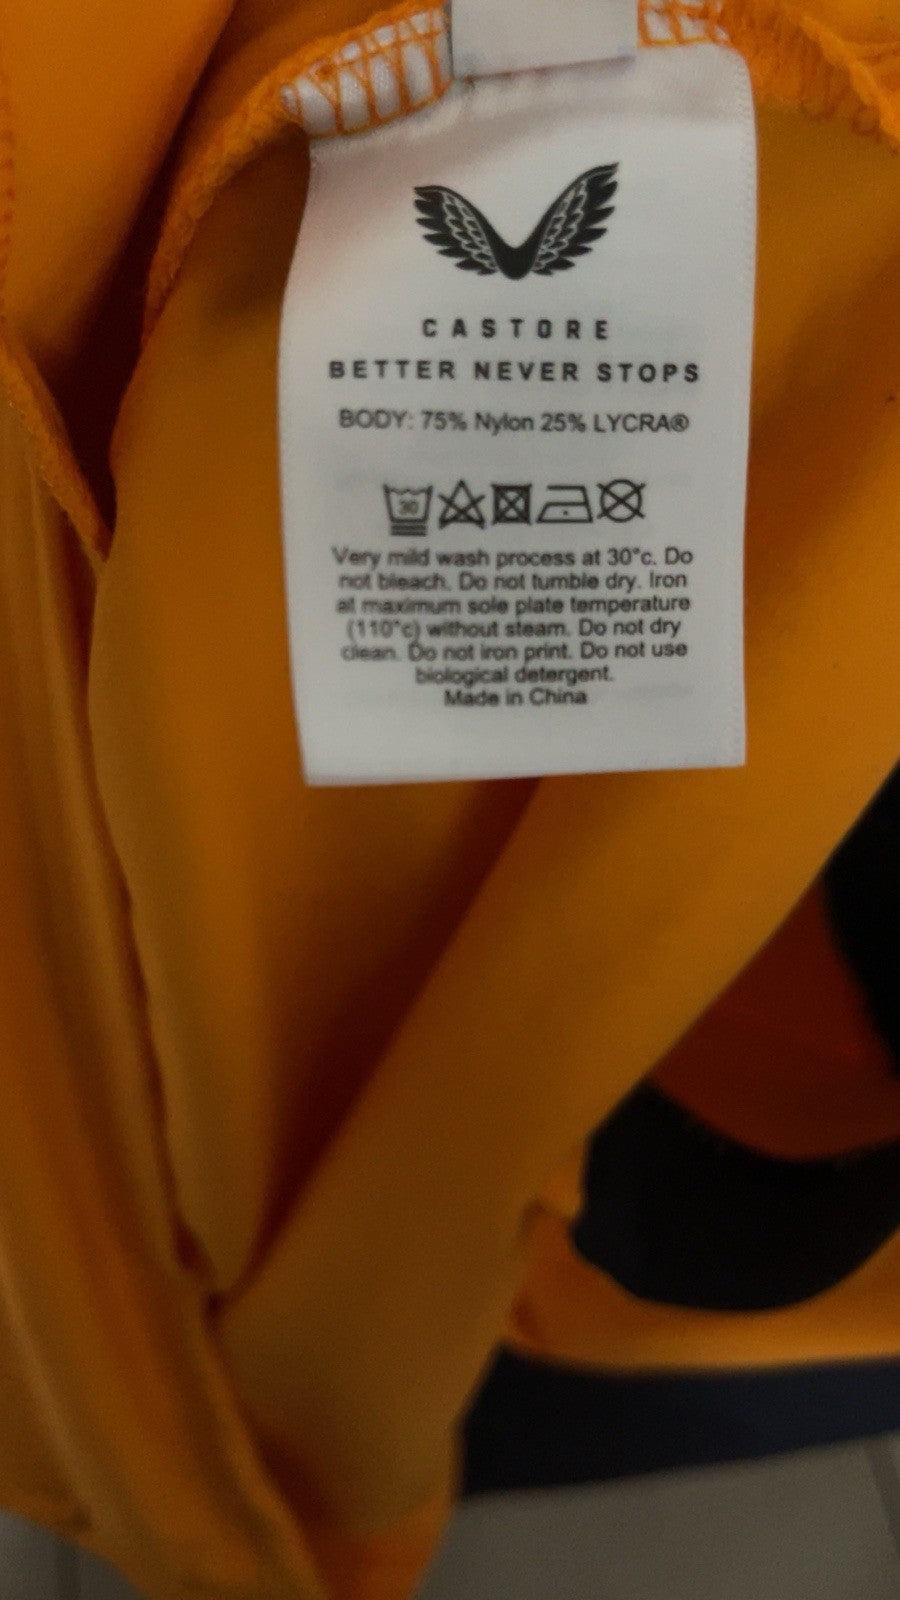 CASTORE
BETTER NEVER STOPS
BODY: 75% Nylon 25% LYCRA®
30
Very mild wash process at 30°c. Do
not bleach. Do not tumble dry. Iron
at maximum sole plate temperature
(110°c) without steam. Do not dry
clean. Do not iron print. Do not use
biological detergent.
Made in China